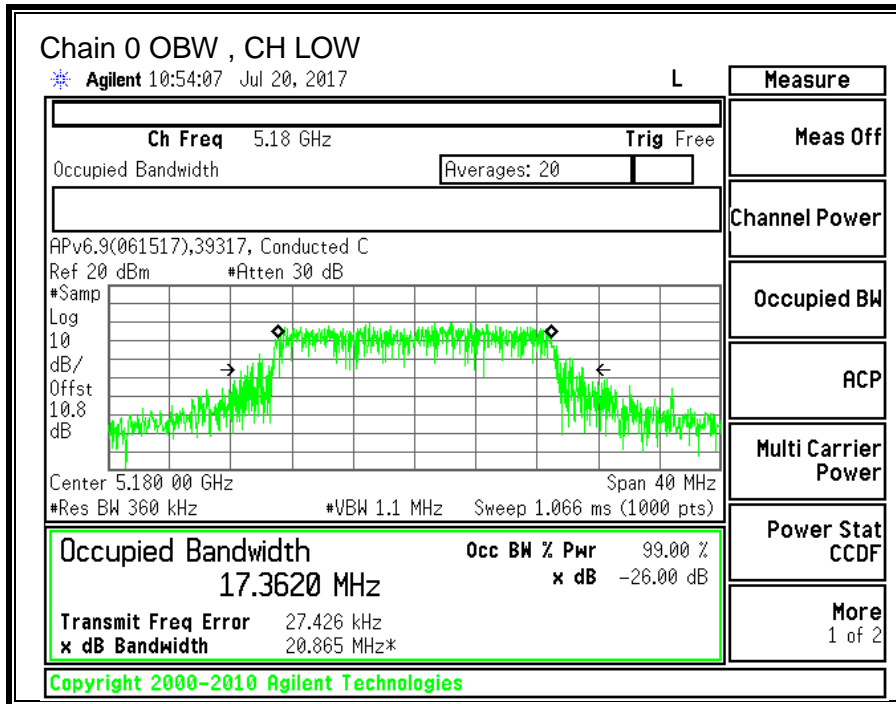 Chain 0 OBW , CH LOW
Agilent 10:54:07 Jul 20, 2017 L
Measure
Ch Freq 5.18 GHz Trig Free
Meas Off
Occupied Bandwidth Averages: 20
Channel Power
APv6.9(061517),39317, Conducted C
Ref 20 dBm #Atten 30 dB
#Samp
Log
10
dB/
Offst
10.8
dB
Occupied BW
ACP
Multi Carrier
Power
Center 5.180 00 GHz Span 40 MHz
#Res BW 360 kHz #VBW 1.1 MHz Sweep 1.066 ms (1000 pts)
Power Stat
CCDF
Occupied Bandwidth Occ BW % Pwr 99.00 %
17.3620 MHz x dB -26.00 dB
Transmit Freq Error 27.426 kHz
x dB Bandwidth 20.865 MHz*
More
1 of 2
Copyright 2000-2010 Agilent Technologies